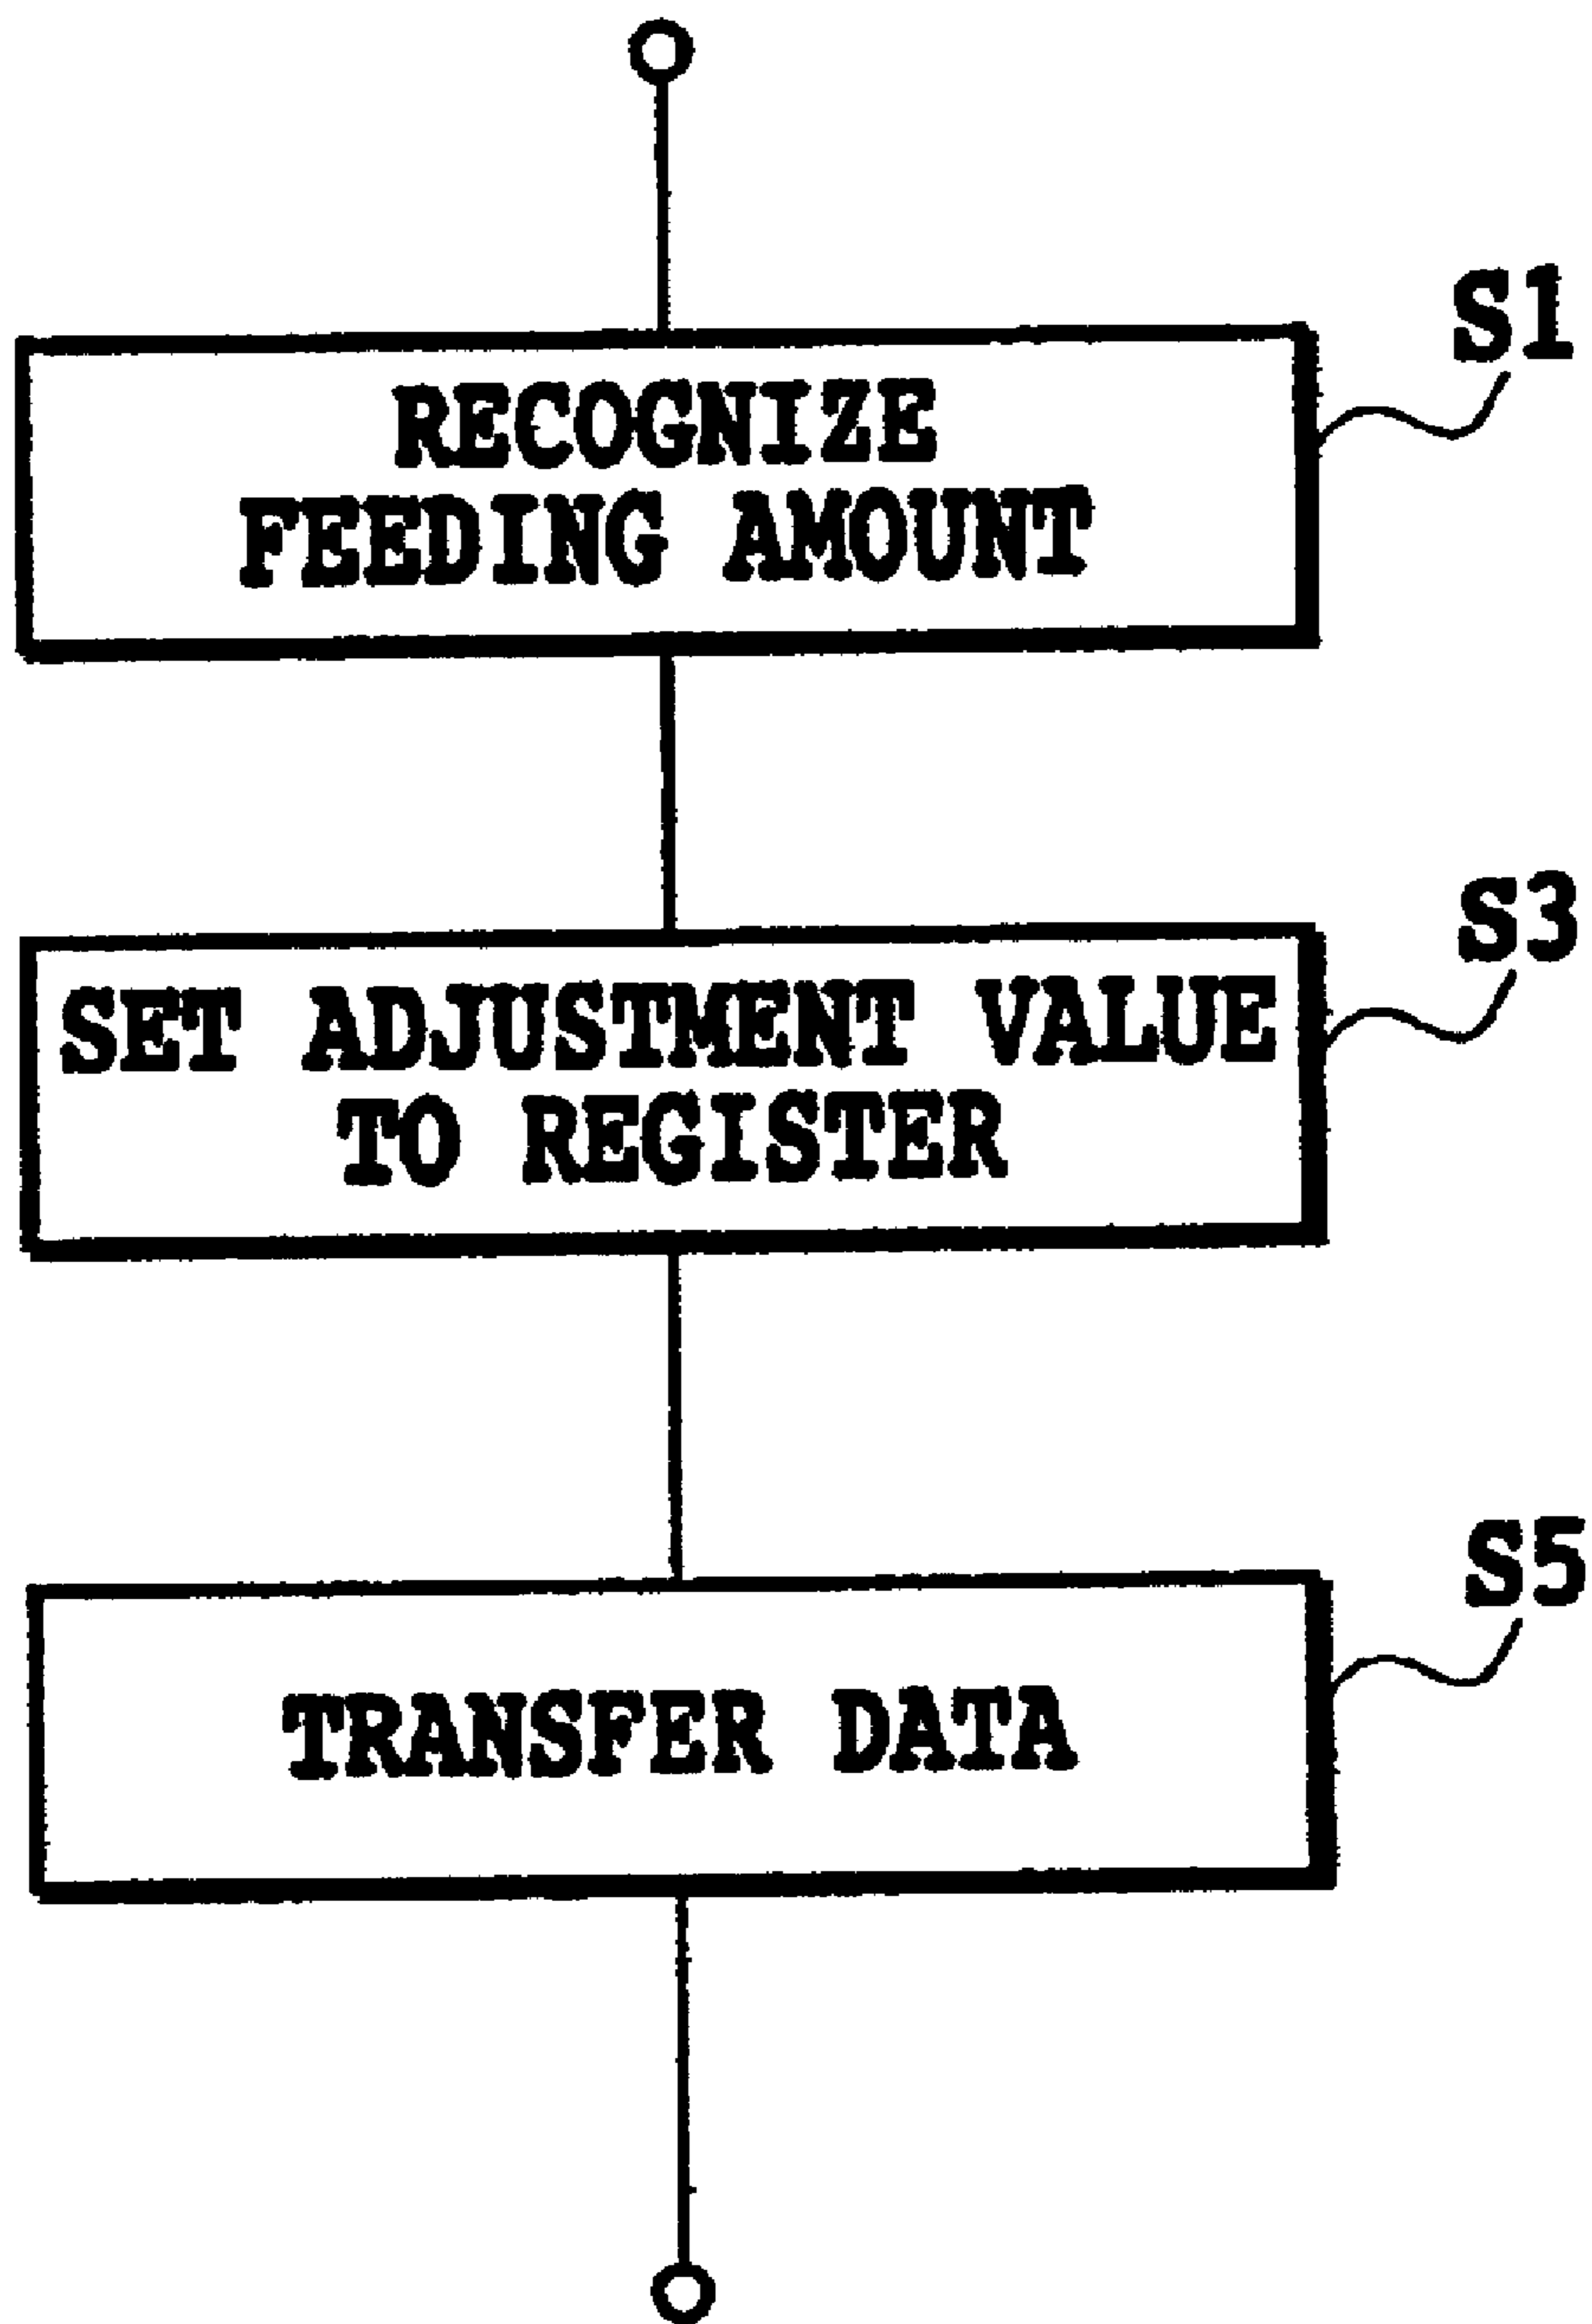 S1
RECOGNIZE
FEEDING AMOUNT
S3
SET ADJUSTMENT VALUE
TO REGISTER
S5
TRANSFER DATA